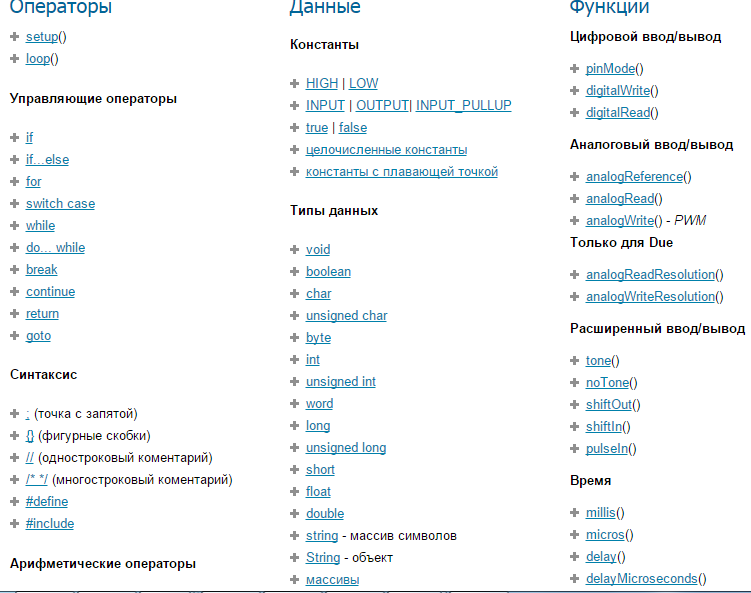 Операторы
setup()
loop()
Управляющие операторы
if
if...else
for
switch case
while
do... while
break
continue
return
goto
Синтаксис
; (точка с запятой)
{} (фигурные скобки)
// (одностроковый коментарий)
/* */ (многостроковый коментарий)
#define
#include
Арифметические операторы
Данные
Константы
HIGH | LOW
INPUT | OUTPUT| INPUT_PULLUP
true | false
целочисленные константы
константы с плавающей точкой
Типы данных
void
boolean
char
unsigned char
byte
int
unsigned int
word
long
unsigned long
short
float
double
string - массив символов
String - объект
массивы
Функции
Цифровой ввод/вывод
pinMode()
digitalWrite()
digitalRead()
Аналоговый ввод/вывод
analogReference()
analogRead()
analogWrite() - PWM
Только для Due
analogReadResolution()
analogWriteResolution()
Расширенный ввод/вывод
tone()
noTone()
shiftOut()
shiftIn()
pulseIn()
Время
millis()
micros()
delay()
delayMicroseconds()